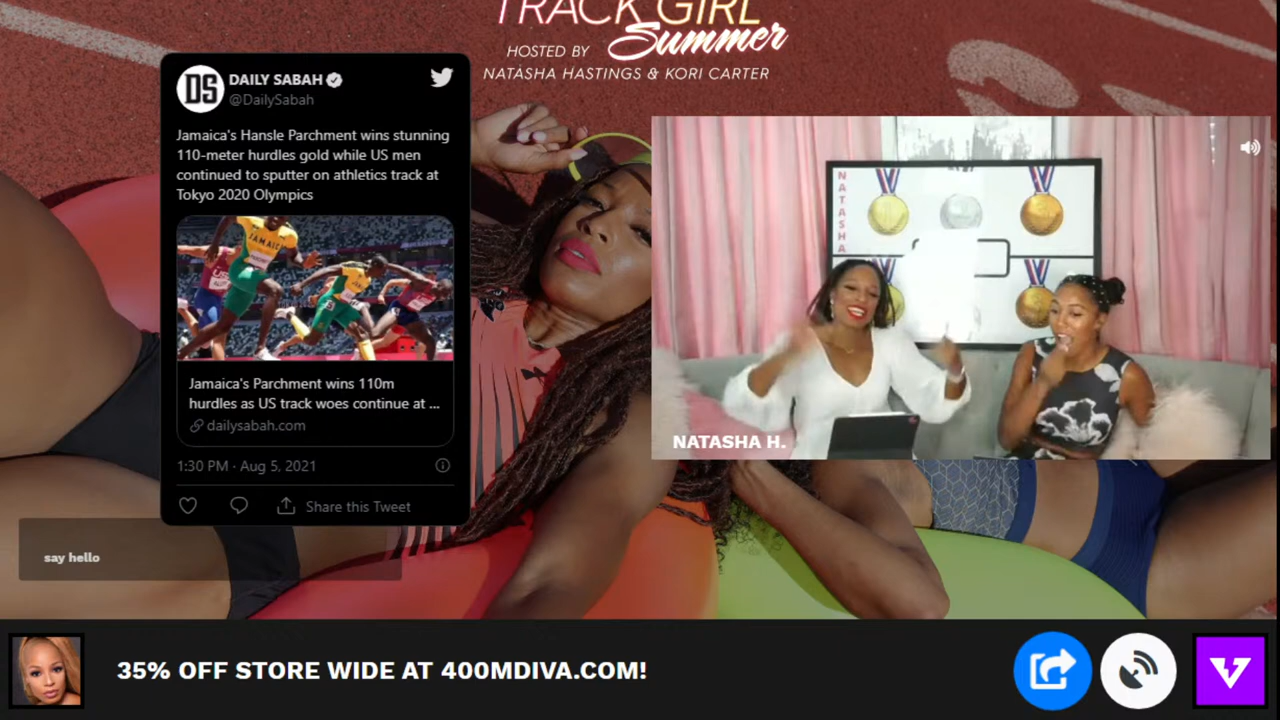 TRACK GIRL
Summer
HOSTED BY
NATASHA HASTINGS & KORI CARTER
DS
DAILY SABAH
@DailySabah
Jamaica's Hansle Parchment wins stunning
110-meter hurdles gold while US men
continued to sputter on athletics track at
Tokyo 2020 Olympics
JAMAICA
Jamaica's Parchment wins 110m
hurdles as US track woes continue at ...
dailysabah.com
1:30 PM · Aug 5, 2021
Share this Tweet
NATASHA
NATASHA H.
say hello
35% OFF STORE WIDE AT 400MDIVA.COM!